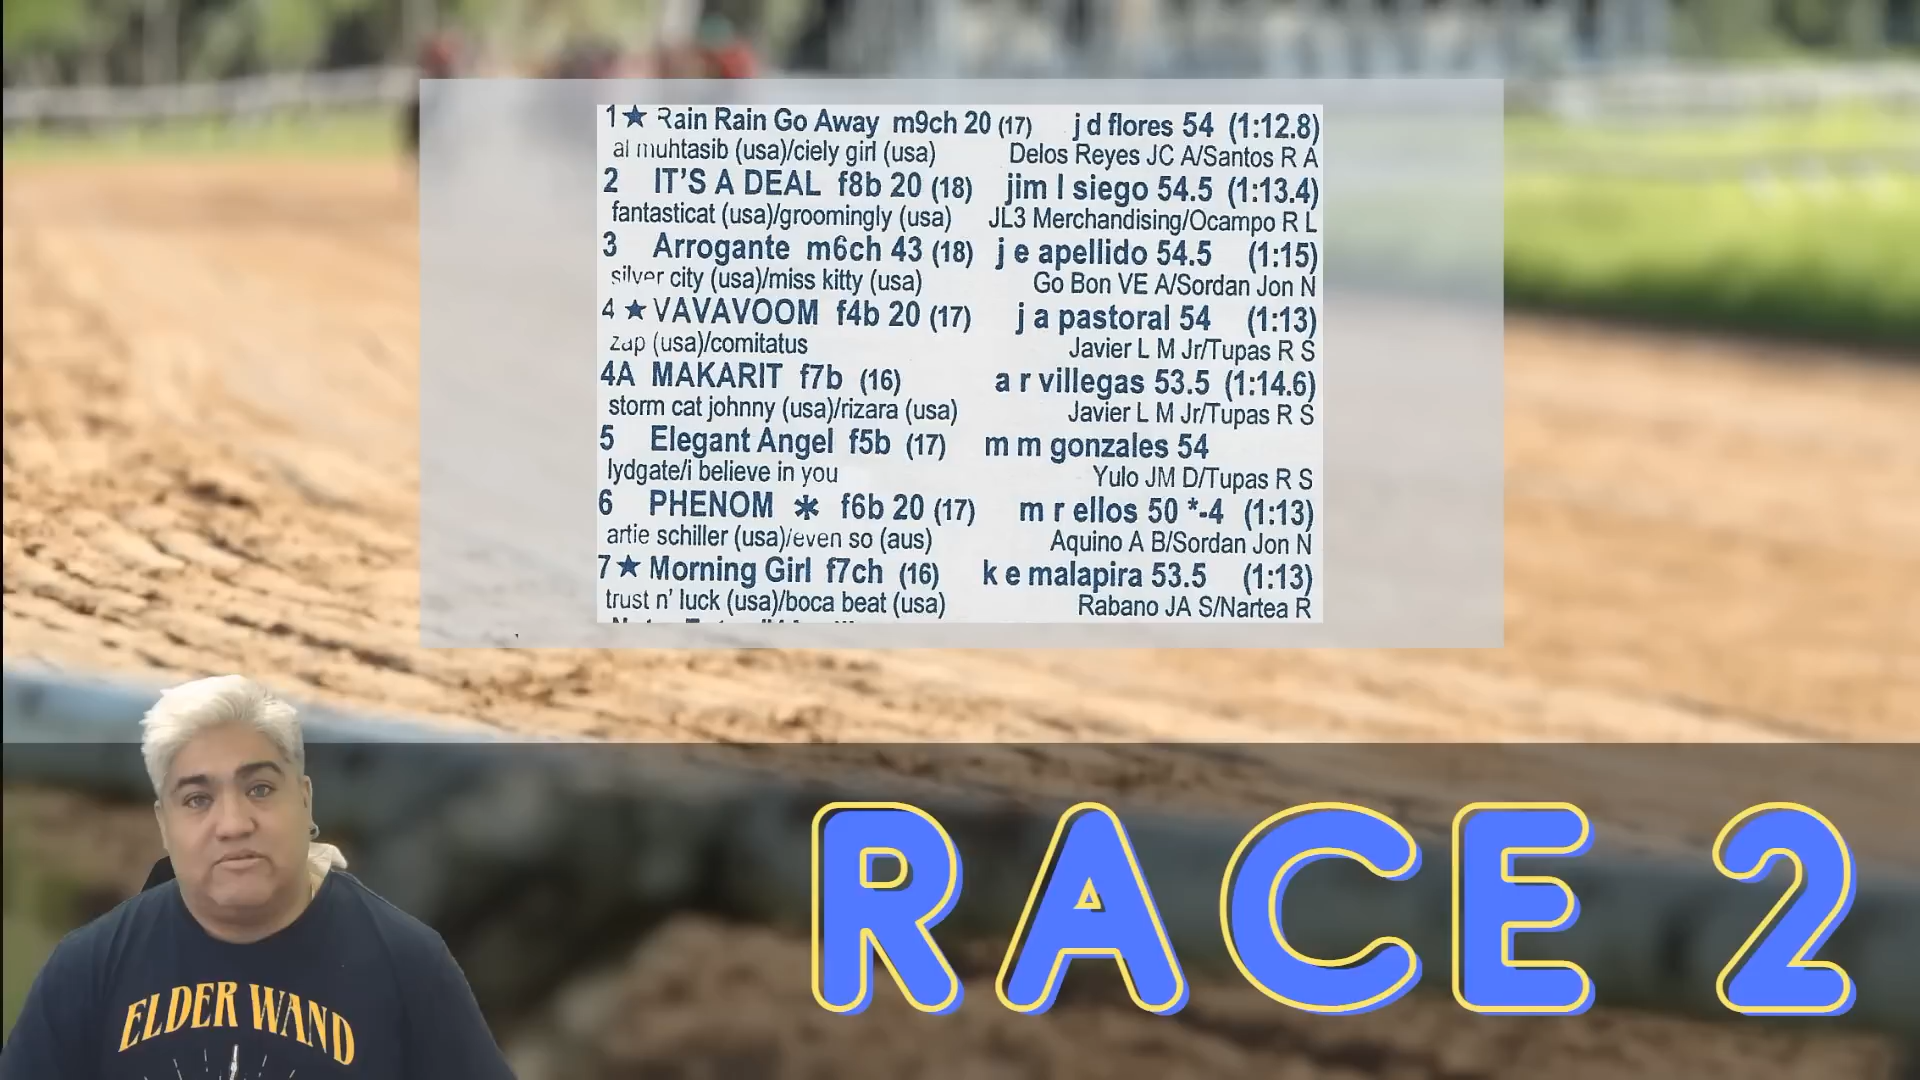 1★ Rain Rain Go Away m9ch 20 (17) j d flores 54 (1:12.8)
al muhtasib (usa)/ciely girl (usa) Delos Reyes JC A/Santos R A
2 IT'S A DEAL f8b 20 (18) jim l siego 54.5 (1:13.4)
fantasticat (usa)/groomingly (usa) JL3 Merchandising/Ocampo R L
3 Arrogante m6ch 43 (18) j e apellido 54.5 (1:15)
silver city (usa)/miss kitty (usa) Go Bon VE A/Sordan Jon N
4 ★ VAVAVOOM f4b 20 (17) j a pastoral 54 (1:13)
zap (usa)/comitatus Javier L M Jr/Tupas R S
4A MAKARIT f7b (16) a r villegas 53.5 (1:14.6)
storm cat johnny (usa)/rizara (usa) Javier L M Jr/Tupas R S
5 Elegant Angel f5b (17) m m gonzales 54
lydgate/i believe in you Yulo JM D/Tupas R S
6 PHENOM * f6b 20 (17) m r ellos 50 *-4 (1:13)
artie schiller (usa)/even so (aus) Aquino A B/Sordan Jon N
7 ★ Morning Girl f7ch (16) k e malapira 53.5 (1:13)
trust n' luck (usa)/boca beat (usa) Rabano JA S/Nartea R
ELDER WAND
RACE 2